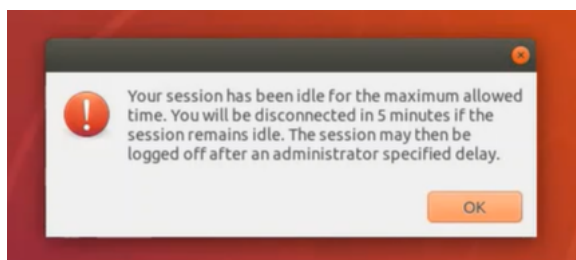 Your session has been idle for the maximum allowed
time. You will be disconnected in 5 minutes if the
session remains idle. The session may then be
logged off after an administrator specified delay.
OK